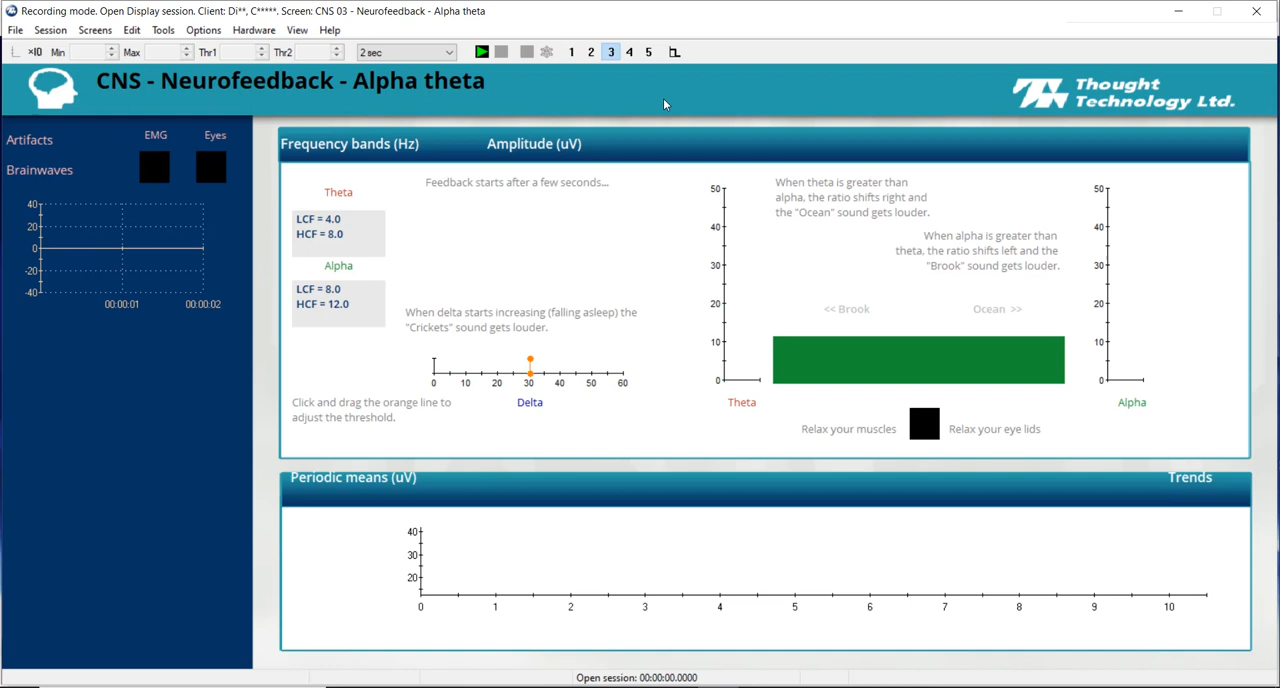 Recording mode. Open Display session. Client: Di**, C*****. Screen: CNS 03 - Neurofeedback - Alpha theta
File Session Screens Edit Tools Options Hardware View Help
×10 Min Max Thr1 Thr2 2 sec 1 2 3 4 5
CNS - Neurofeedback - Alpha theta
Thought
Technology Ltd.
Artifacts EMG Eyes
Brainwaves
40
20
0
-20
-40
00:00:01 00:00:02
Frequency bands (Hz) Amplitude (uV)
Theta
LCF = 4.0
HCF = 8.0
Alpha
LCF = 8.0
HCF = 12.0
Feedback starts after a few seconds...
When delta starts increasing (falling asleep) the
"Crickets" sound gets louder.
0 10 20 30 40 50 60
Delta
Click and drag the orange line to
adjust the threshold.
50
40
30
20
10
0
Theta
When theta is greater than
alpha, the ratio shifts right and
the "Ocean" sound gets louder.
When alpha is greater than
theta, the ratio shifts left and the
"Brook" sound gets louder.
<< Brook Ocean >>
Relax your muscles Relax your eye lids
50
40
30
20
10
0
Alpha
Periodic means (uV) Trends
40
30
20
0 1 2 3 4 5 6 7 8 9 10
Open session: 00:00:00.0000